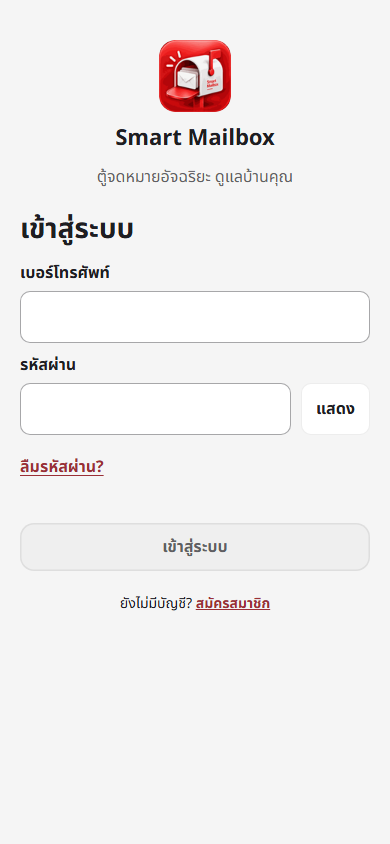 Smart Mailbox
ตู้จดหมายอัจฉริยะ ดูแลบ้านคุณ
เข้าสู่ระบบ
เบอร์โทรศัพท์
รหัสผ่าน
แสดง
ลืมรหัสผ่าน?
เข้าสู่ระบบ
ยังไม่มีบัญชี? สมัครสมาชิก